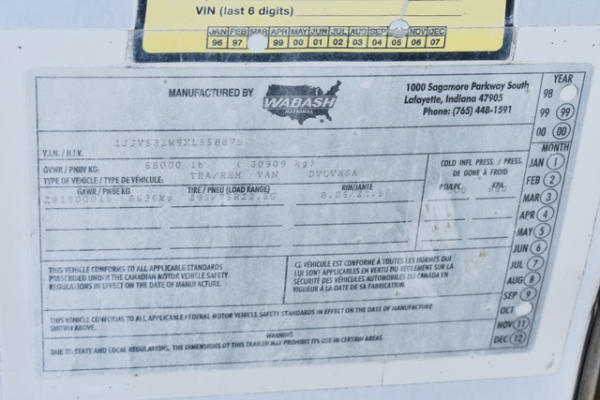 VIN (last 6 digits)
JAN FEB MAR APR MAY JUN JUL AUG SEP OCT NOV DEC
96 97 99 00 01 02 03 04 05 06 07
MANUFACTURED BY
WABASH
NATIONAL
1000 Sagamore Parkway South
Lafayette, Indiana 47905
Phone: (765) 448-1591
YEAR
98
99 99
00 00
V.I.N. / N.I.V.
GVWR / PNBV KG. 68000 lb ( 30909 kg)
TYPE OF VEHICLE / TYPE DE VÉHICULE: TRA/REM VAN DVCVHSA
COLD INFL. PRESS. / PRESS.
DE GONF. À FROID
GAWR / PNBE KG TIRE / PNEU (LOAD RANGE) RIM/JANTE PSI/LPC KPA
MONTH
JAN 1
FEB 2
MAR 3
APR 4
MAY 5
JUN 6
JUL 7
AUG 8
SEP 9
OCT
NOV 11
DEC 12
THIS VEHICLE CONFORMS TO ALL APPLICABLE STANDARDS
PRESCRIBED UNDER THE CANADIAN MOTOR VEHICLE SAFETY
REGULATIONS IN EFFECT ON THE DATE OF MANUFACTURE.
CE VÉHICULE EST CONFORME À TOUTES LES NORMES QUI
LUI SONT APPLICABLES EN VERTU DU RÈGLEMENT SUR LA
SÉCURITÉ DES VÉHICULES AUTOMOBILES DU CANADA EN
VIGUEUR À LA DATE DE SA FABRICATION.
THIS VEHICLE CONFORMS TO ALL APPLICABLE FEDERAL MOTOR VEHICLE SAFETY STANDARDS IN EFFECT ON THE DATE OF MANUFACTURE
SHOWN ABOVE.
WARNING
DUE TO STATE AND LOCAL REGULATIONS, THE DIMENSIONS OF THIS TRAILER MAY PROHIBIT ITS USE IN CERTAIN AREAS.